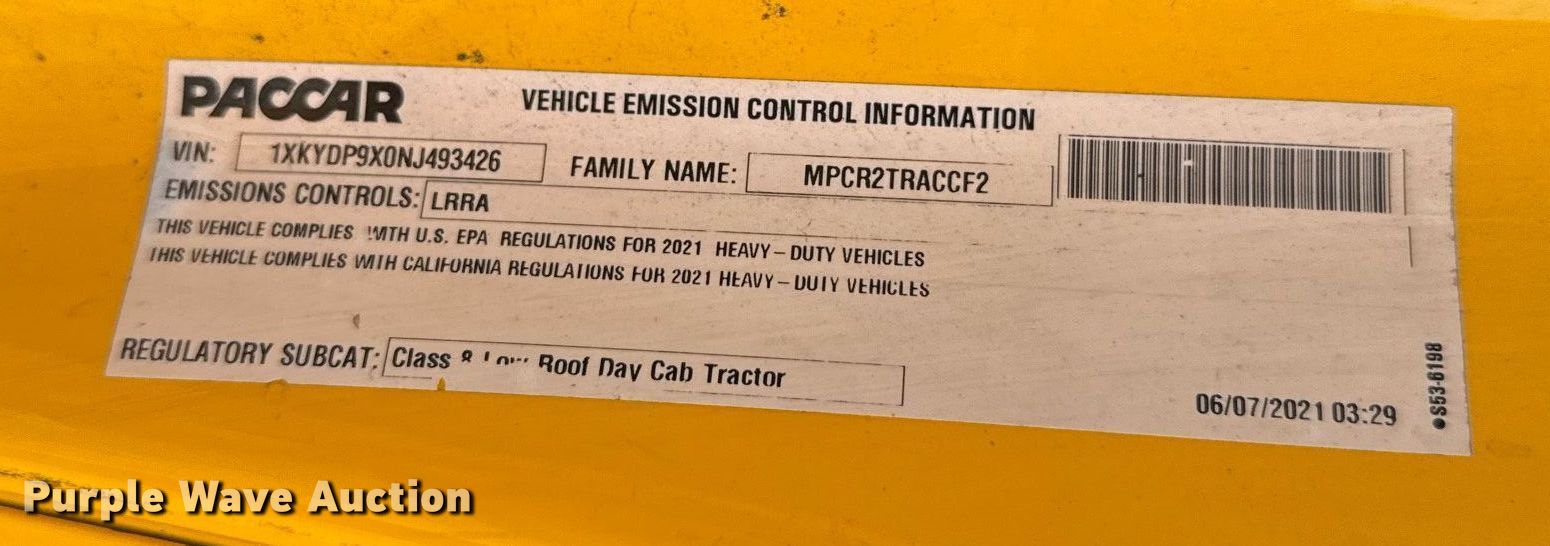 PACCAR
VEHICLE EMISSION CONTROL INFORMATION
VIN: 1XKYDP9X0NJ493426 FAMILY NAME: MPCR2TRACCF2
EMISSIONS CONTROLS: LRRA
THIS VEHICLE COMPLIES WITH U.S. EPA REGULATIONS FOR 2021 HEAVY-DUTY VEHICLES
THIS VEHICLE COMPLIES WITH CALIFORNIA REGULATIONS FOR 2021 HEAVY-DUTY VEHICLES
REGULATORY SUBCAT: Class 8 Low Roof Day Cab Tractor
06/07/2021 03:29
●S53-6198
Purple Wave Auction